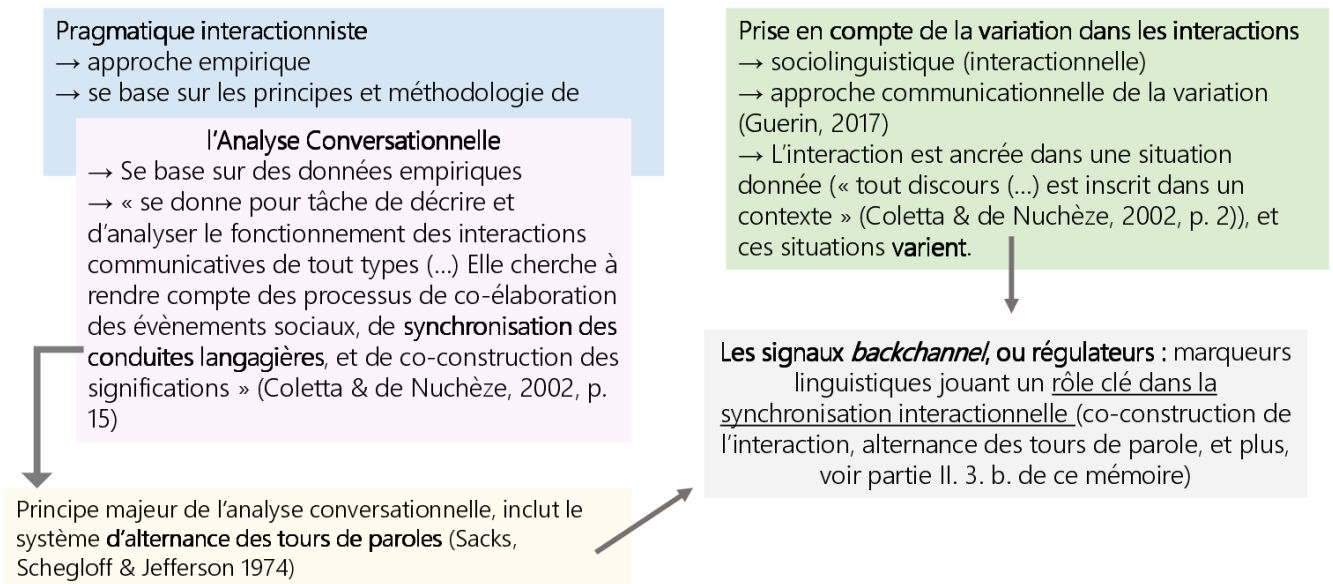 Pragmatique interactionniste
→ approche empirique
→ se base sur les principes et méthodologie de
l'Analyse Conversationnelle
→ Se base sur des données empiriques
→ « se donne pour tâche de décrire et
d'analyser le fonctionnement des interactions
communicatives de tout types (…) Elle cherche à
rendre compte des processus de co-élaboration
des évènements sociaux, de synchronisation des
conduites langagières, et de co-construction des
significations » (Coletta & de Nuchèze, 2002, p.
15)
Principe majeur de l'analyse conversationnelle, inclut le
système d'alternance des tours de paroles (Sacks,
Schegloff & Jefferson 1974)
Prise en compte de la variation dans les interactions
→ sociolinguistique (interactionnelle)
→ approche communicationnelle de la variation
(Guerin, 2017)
→ L'interaction est ancrée dans une situation
donnée (« tout discours (…) est inscrit dans un
contexte » (Coletta & de Nuchèze, 2002, p. 2)), et
ces situations varient.
Les signaux backchannel, ou régulateurs : marqueurs
linguistiques jouant un rôle clé dans la
synchronisation interactionnelle (co-construction de
l'interaction, alternance des tours de parole, et plus,
voir partie II. 3. b. de ce mémoire)